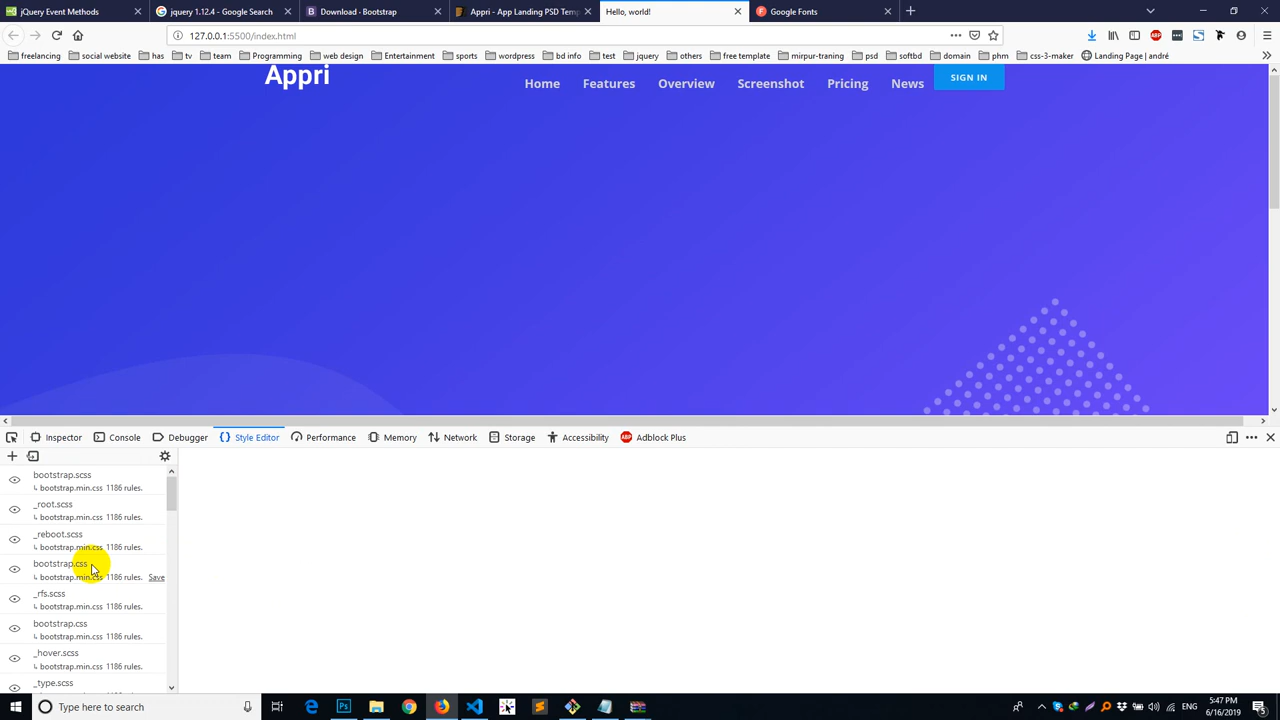 jQuery Event Methods
jquery 1.12.4 - Google Search
Download · Bootstrap
Appri - App Landing PSD Temp
Hello, world!
Google Fonts
127.0.0.1:5500/index.html
freelancing
social website
has
tv
team
Programming
web design
Entertainment
sports
wordpress
bd info
test
jquery
others
free template
mirpur-traning
psd
softbd
domain
phm
css-3-maker
Landing Page | andré
Appri
Home
Features
Overview
Screenshot
Pricing
News
SIGN IN
Inspector
Console
Debugger
Style Editor
Performance
Memory
Network
Storage
Accessibility
Adblock Plus
bootstrap.scss
↳ bootstrap.min.css 1186 rules.
_root.scss
↳ bootstrap.min.css 1186 rules.
_reboot.scss
↳ bootstrap.min.css 1186 rules.
bootstrap.css
↳ bootstrap.min.css 1186 rules. Save
_rfs.scss
↳ bootstrap.min.css 1186 rules.
bootstrap.css
↳ bootstrap.min.css 1186 rules.
_hover.scss
↳ bootstrap.min.css 1186 rules.
_type.scss
Type here to search
ENG
5:47 PM
6/16/2019